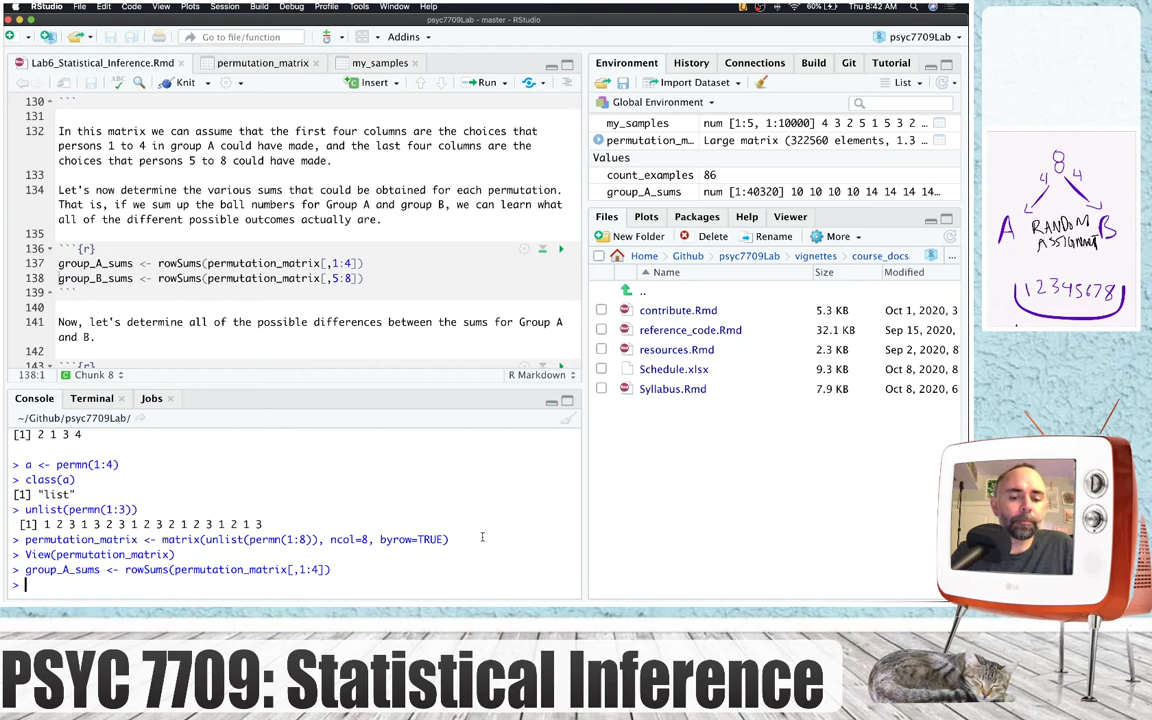 RStudio File Edit Code View Plots Session Build Debug Profile Tools Window Help 60% Thu 8:42 AM
psyc7709Lab - master - RStudio
Go to file/function Addins psyc7709Lab
Lab6_Statistical_Inference.Rmd permutation_matrix my_samples
Knit Insert Run
130 ```
131
132 In this matrix we can assume that the first four columns are the choices that
persons 1 to 4 in group A could have made, and the last four columns are the
choices that persons 5 to 8 could have made.
133
134 Let's now determine the various sums that could be obtained for each permutation.
That is, if we sum up the ball numbers for Group A and group B, we can learn what
all of the different possible outcomes actually are.
135
136 ```{r}
137 group_A_sums <- rowSums(permutation_matrix[,1:4])
138 group_B_sums <- rowSums(permutation_matrix[,5:8])
139 ```
140
141 Now, let's determine all of the possible differences between the sums for Group A
and B.
142
143 ```{r}
138:1 Chunk 8 R Markdown
Console Terminal Jobs
~/Github/psyc7709Lab/
[1] 2 1 3 4
> a <- permn(1:4)
> class(a)
[1] "list"
> unlist(permn(1:3))
[1] 1 2 3 1 3 2 3 1 2 3 2 1 2 3 1 2 1 3
> permutation_matrix <- matrix(unlist(permn(1:8)), ncol=8, byrow=TRUE)
> View(permutation_matrix)
> group_A_sums <- rowSums(permutation_matrix[,1:4])
>
Environment History Connections Build Git Tutorial
Import Dataset List
Global Environment
my_samples num [1:5, 1:10000] 4 3 2 5 1 5 3 2 …
permutation_m… Large matrix (322560 elements, 1.3 …
Values
count_examples 86
group_A_sums num [1:40320] 10 10 10 10 14 14 14 14…
Files Plots Packages Help Viewer
New Folder Delete Rename More
Home Github psyc7709Lab vignettes course_docs ...
Name Size Modified
..
contribute.Rmd 5.3 KB Oct 1, 2020, 3
reference_code.Rmd 32.1 KB Sep 15, 2020,
resources.Rmd 2.3 KB Sep 2, 2020, 8
Schedule.xlsx 9.3 KB Oct 8, 2020, 8
Syllabus.Rmd 7.9 KB Oct 8, 2020, 6
8
4 4
A RANDOM B
ASSIGNMENT
12345678
LG
PSYC 7709: Statistical Inference